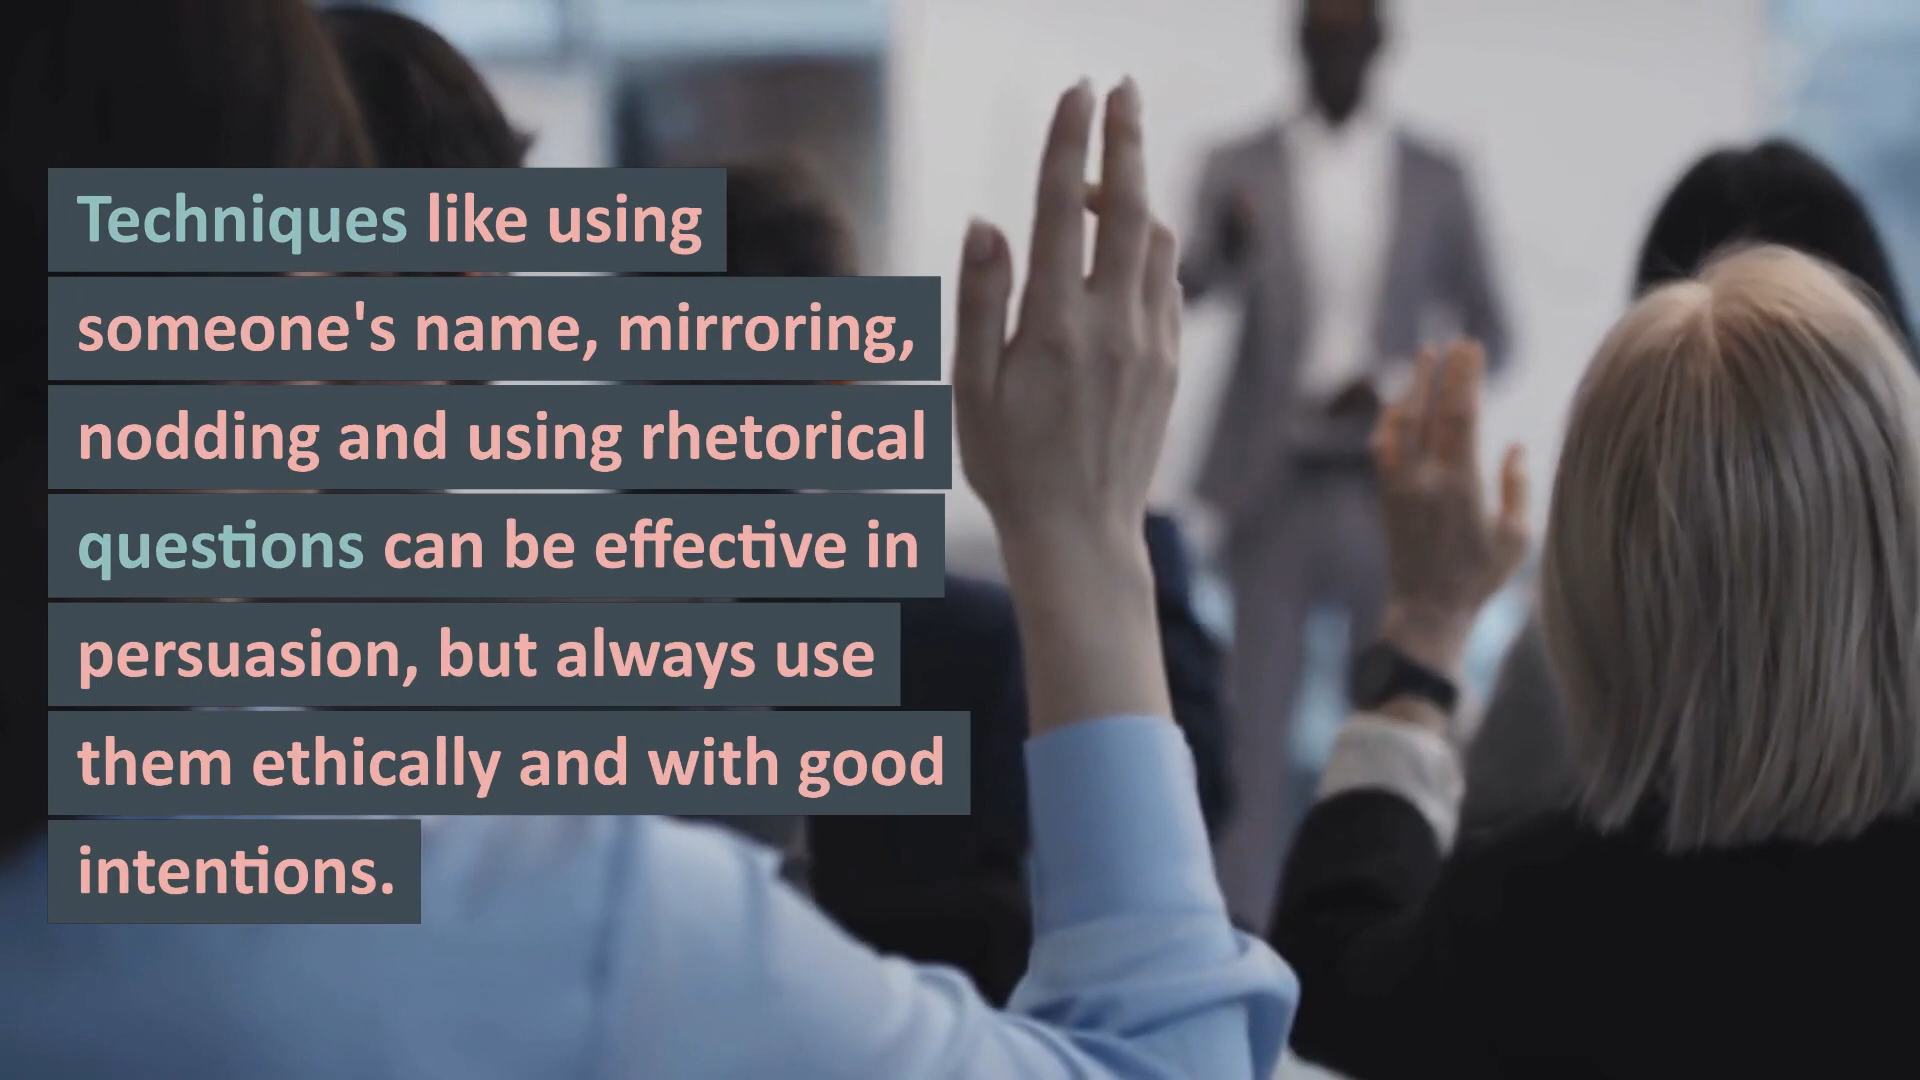 Techniques like using
someone's name, mirroring,
nodding and using rhetorical
questions can be effective in
persuasion, but always use
them ethically and with good
intentions.